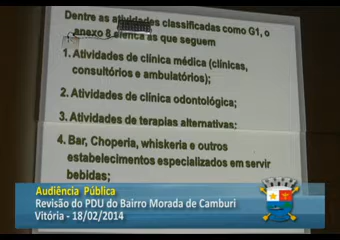 Dentre as atividades classificadas como G1, o
anexo 8 elenca as que seguem
1. Atividades de clínica médica (clínicas,
consultórios e ambulatórios);
2. Atividades de clínica odontológica;
3. Atividades de terapias alternativas;
4. Bar, Choperia, whiskeria e outros
estabelecimentos especializados em servir
bebidas;
Audiência Pública
Revisão do PDU do Bairro Morada de Camburi
Vitória - 18/02/2014